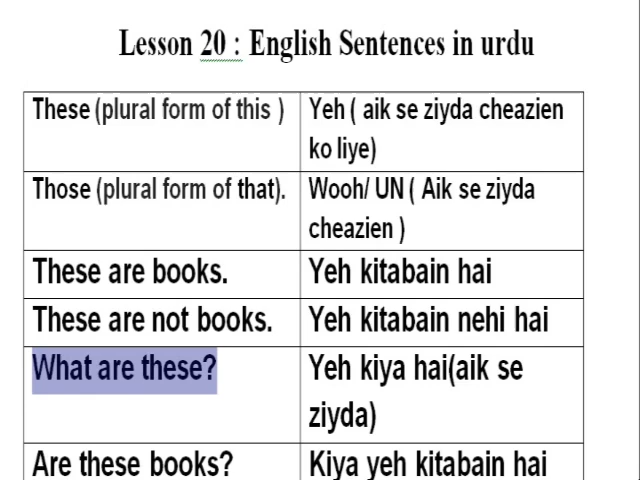 Lesson 20 : English Sentences in urdu
These (plural form of this )
Yeh ( aik se ziyda cheazien
ko liye)
Those (plural form of that).
Wooh/ UN ( Aik se ziyda
cheazien )
These are books.
Yeh kitabain hai
These are not books.
Yeh kitabain nehi hai
What are these?
Yeh kiya hai(aik se
ziyda)
Are these books?
Kiya yeh kitabain hai